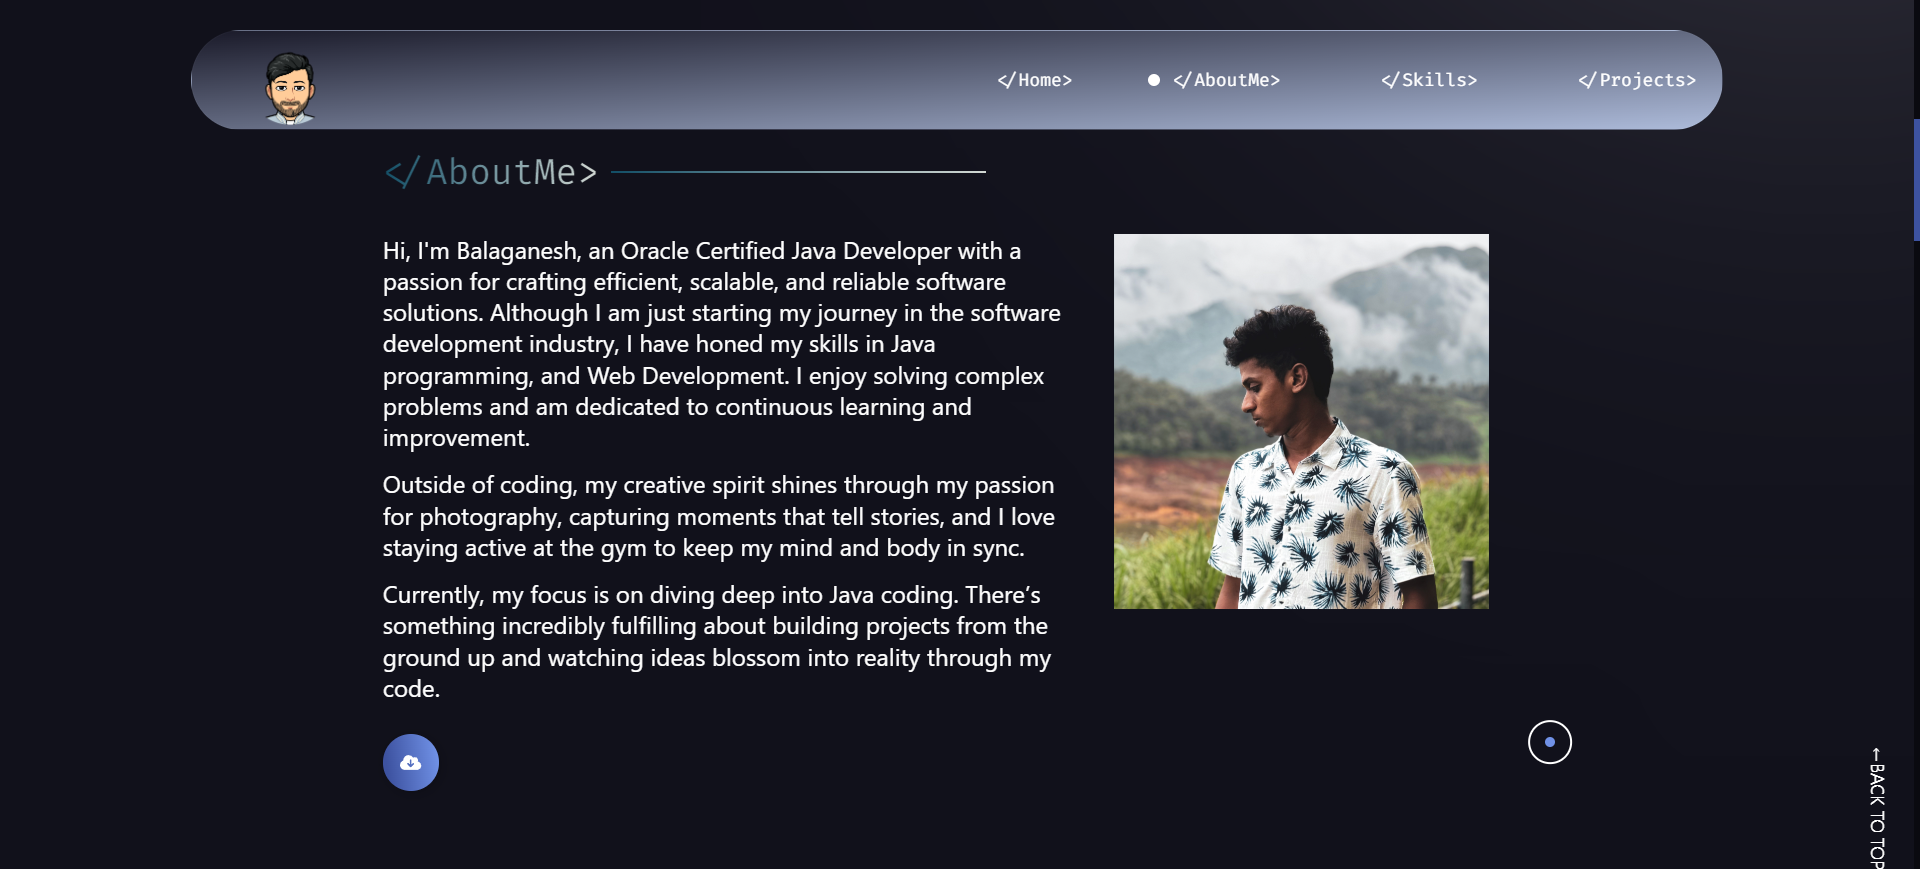 </Home>
</AboutMe>
</Skills>
</Projects>
</AboutMe>
Hi, I'm Balaganesh, an Oracle Certified Java Developer with a
passion for crafting efficient, scalable, and reliable software
solutions. Although I am just starting my journey in the software
development industry, I have honed my skills in Java
programming, and Web Development. I enjoy solving complex
problems and am dedicated to continuous learning and
improvement.
Outside of coding, my creative spirit shines through my passion
for photography, capturing moments that tell stories, and I love
staying active at the gym to keep my mind and body in sync.
Currently, my focus is on diving deep into Java coding. There’s
something incredibly fulfilling about building projects from the
ground up and watching ideas blossom into reality through my
code.
←BACK TO TOP